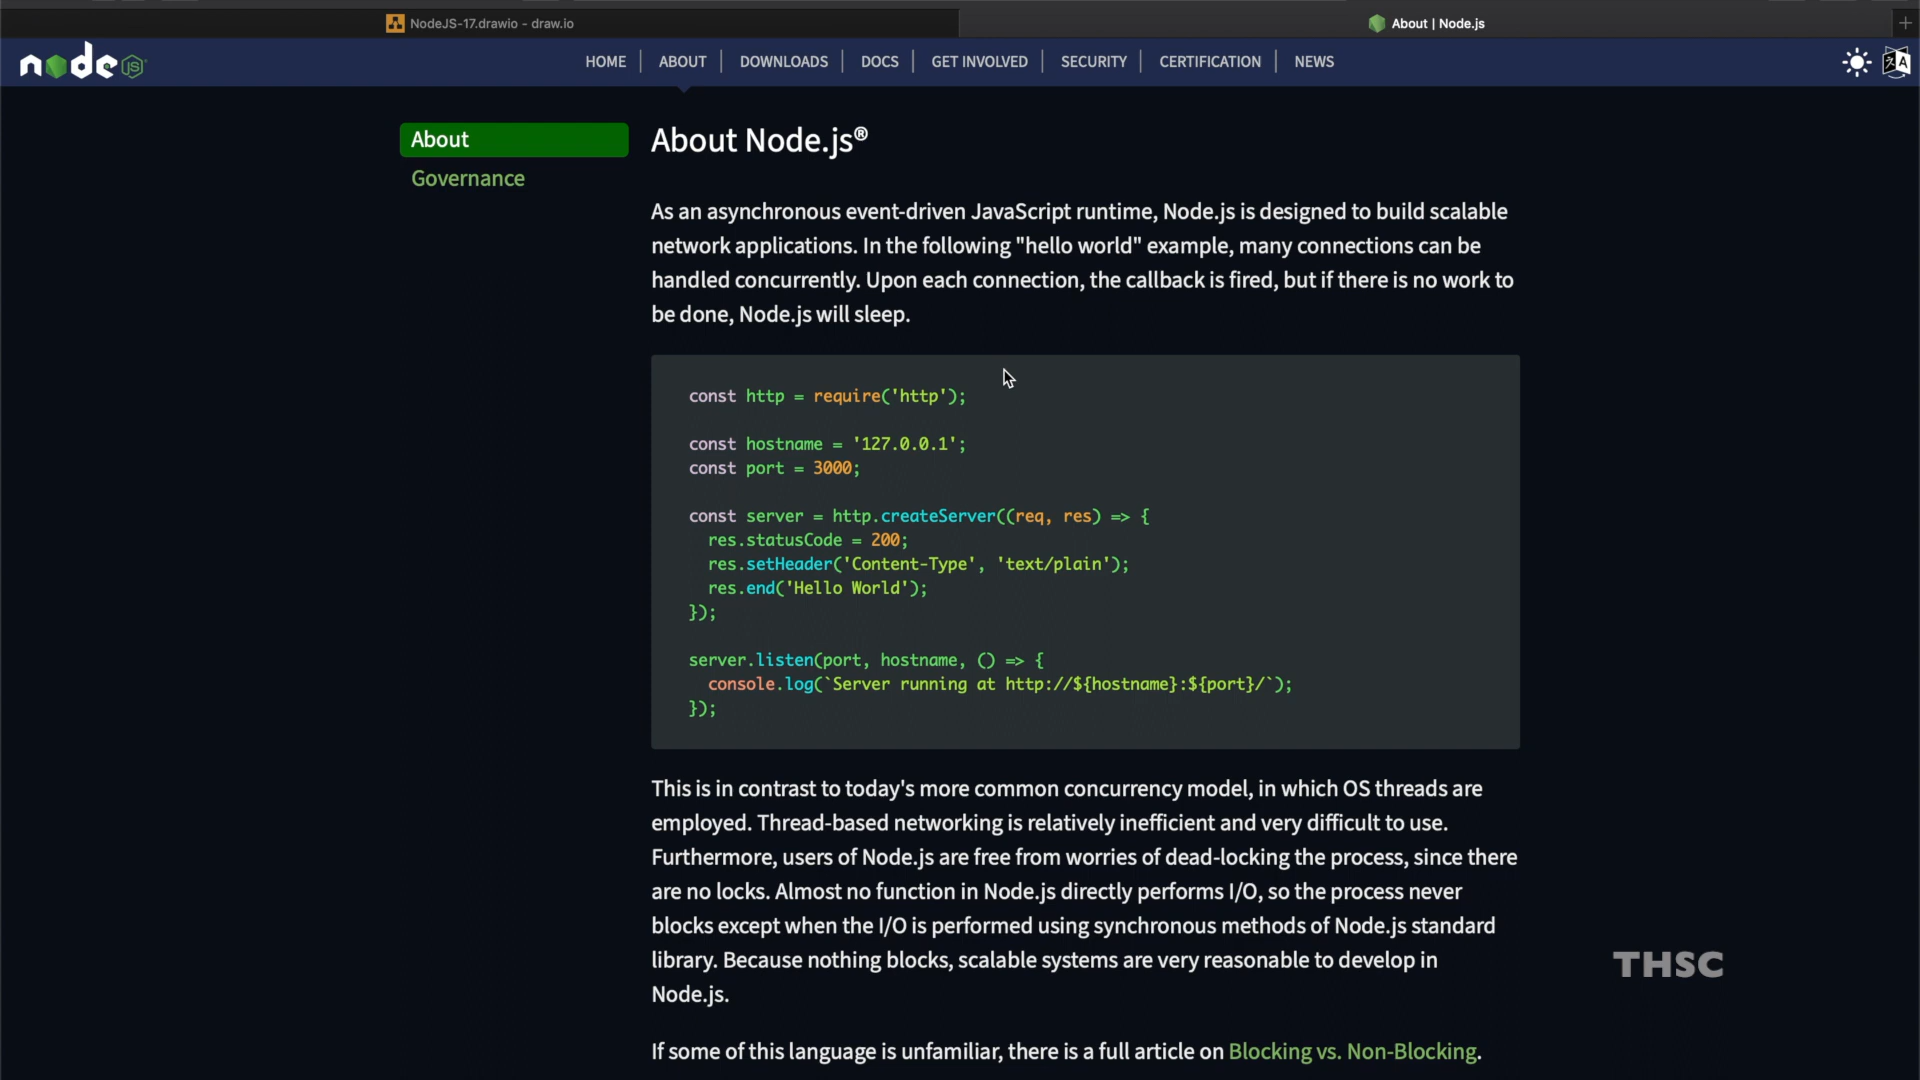 NodeJS-17.drawio - draw.io
About | Node.js
node JS
HOME | ABOUT | DOWNLOADS | DOCS | GET INVOLVED | SECURITY | CERTIFICATION | NEWS
About
Governance
About Node.js®
As an asynchronous event-driven JavaScript runtime, Node.js is designed to build scalable
network applications. In the following "hello world" example, many connections can be
handled concurrently. Upon each connection, the callback is fired, but if there is no work to
be done, Node.js will sleep.
const http = require('http');
const hostname = '127.0.0.1';
const port = 3000;
const server = http.createServer((req, res) => {
  res.statusCode = 200;
  res.setHeader('Content-Type', 'text/plain');
  res.end('Hello World');
});
server.listen(port, hostname, () => {
  console.log(`Server running at http://${hostname}:${port}/`);
});
This is in contrast to today's more common concurrency model, in which OS threads are
employed. Thread-based networking is relatively inefficient and very difficult to use.
Furthermore, users of Node.js are free from worries of dead-locking the process, since there
are no locks. Almost no function in Node.js directly performs I/O, so the process never
blocks except when the I/O is performed using synchronous methods of Node.js standard
library. Because nothing blocks, scalable systems are very reasonable to develop in
Node.js.
THSC
If some of this language is unfamiliar, there is a full article on Blocking vs. Non-Blocking.